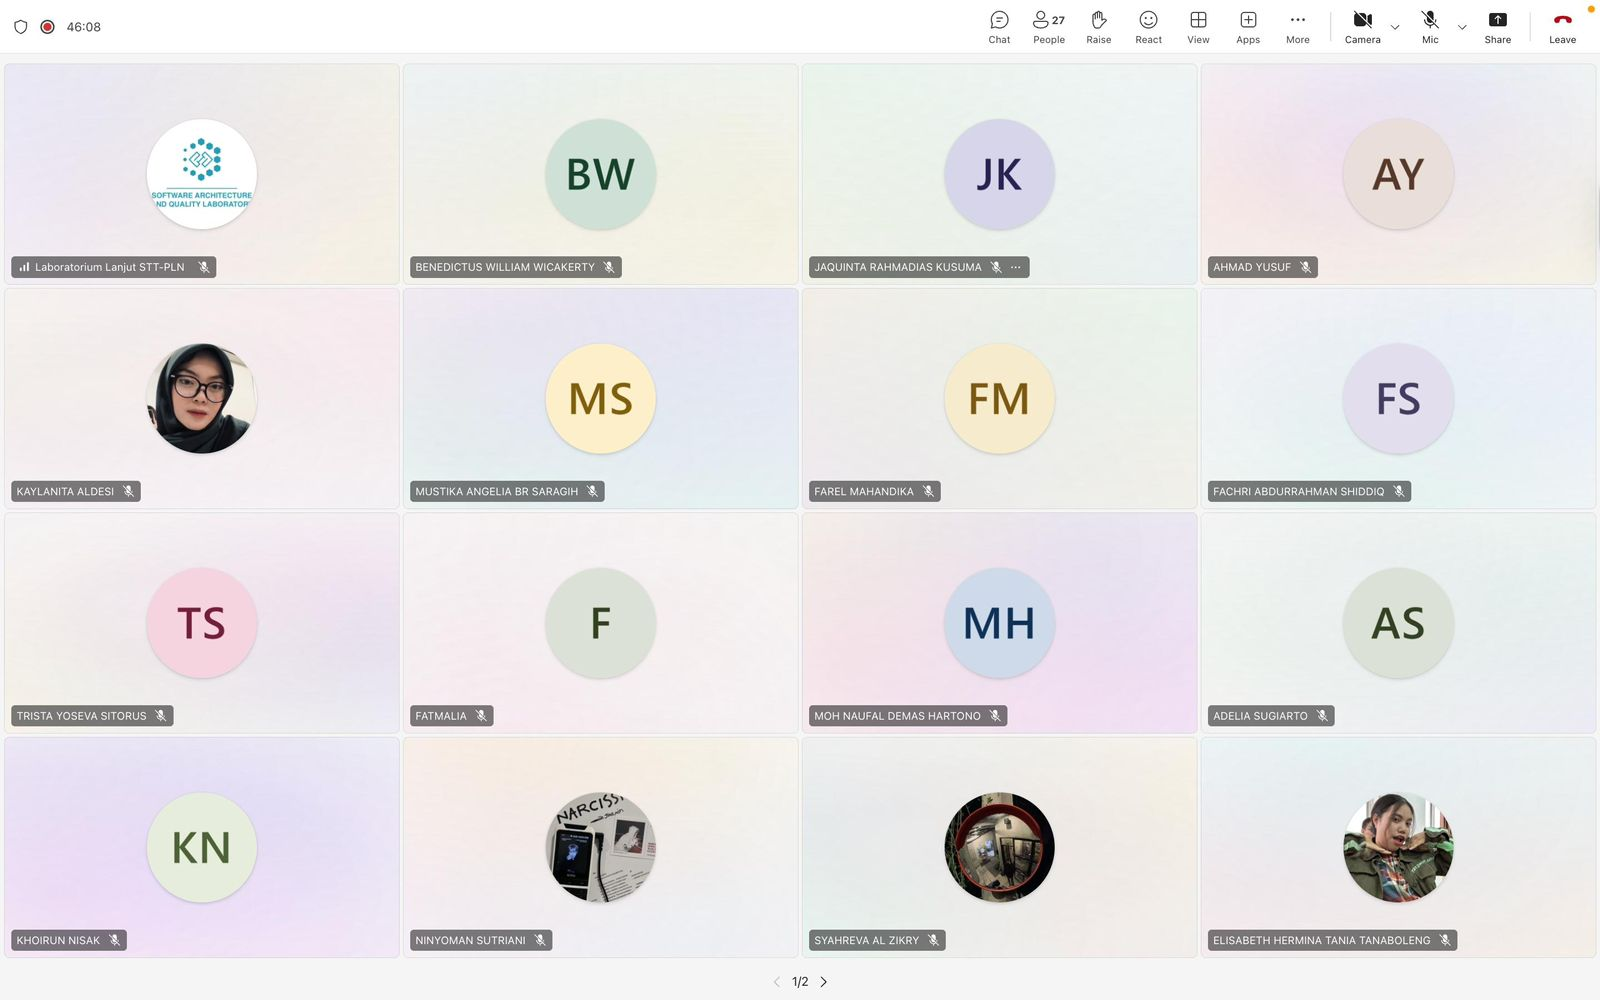 46:08
Chat
27
People
Raise
React
View
Apps
More
Camera
Mic
Share
Leave
SOFTWARE ARCHITECTURE
ND QUALITY LABORATOR
Laboratorium Lanjut STT-PLN
BW
BENEDICTUS WILLIAM WICAKERTY
JK
JAQUINTA RAHMADIAS KUSUMA
AY
AHMAD YUSUF
KAYLANITA ALDESI
MS
MUSTIKA ANGELIA BR SARAGIH
FM
FAREL MAHANDIKA
FS
FACHRI ABDURRAHMAN SHIDDIQ
TS
TRISTA YOSEVA SITORUS
F
FATMALIA
MH
MOH NAUFAL DEMAS HARTONO
AS
ADELIA SUGIARTO
KN
KHOIRUN NISAK
NARCISS
NINYOMAN SUTRIANI
SYAHREVA AL ZIKRY
ELISABETH HERMINA TANIA TANABOLENG
1/2